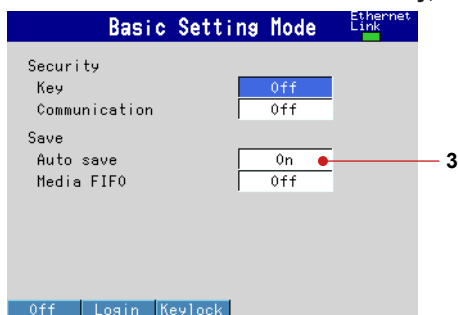 Basic Setting Mode
Ethernet
Link
Security
Key Off
Communication Off
Save
Auto save On
3
Media FIFO Off
Off Login Keylock